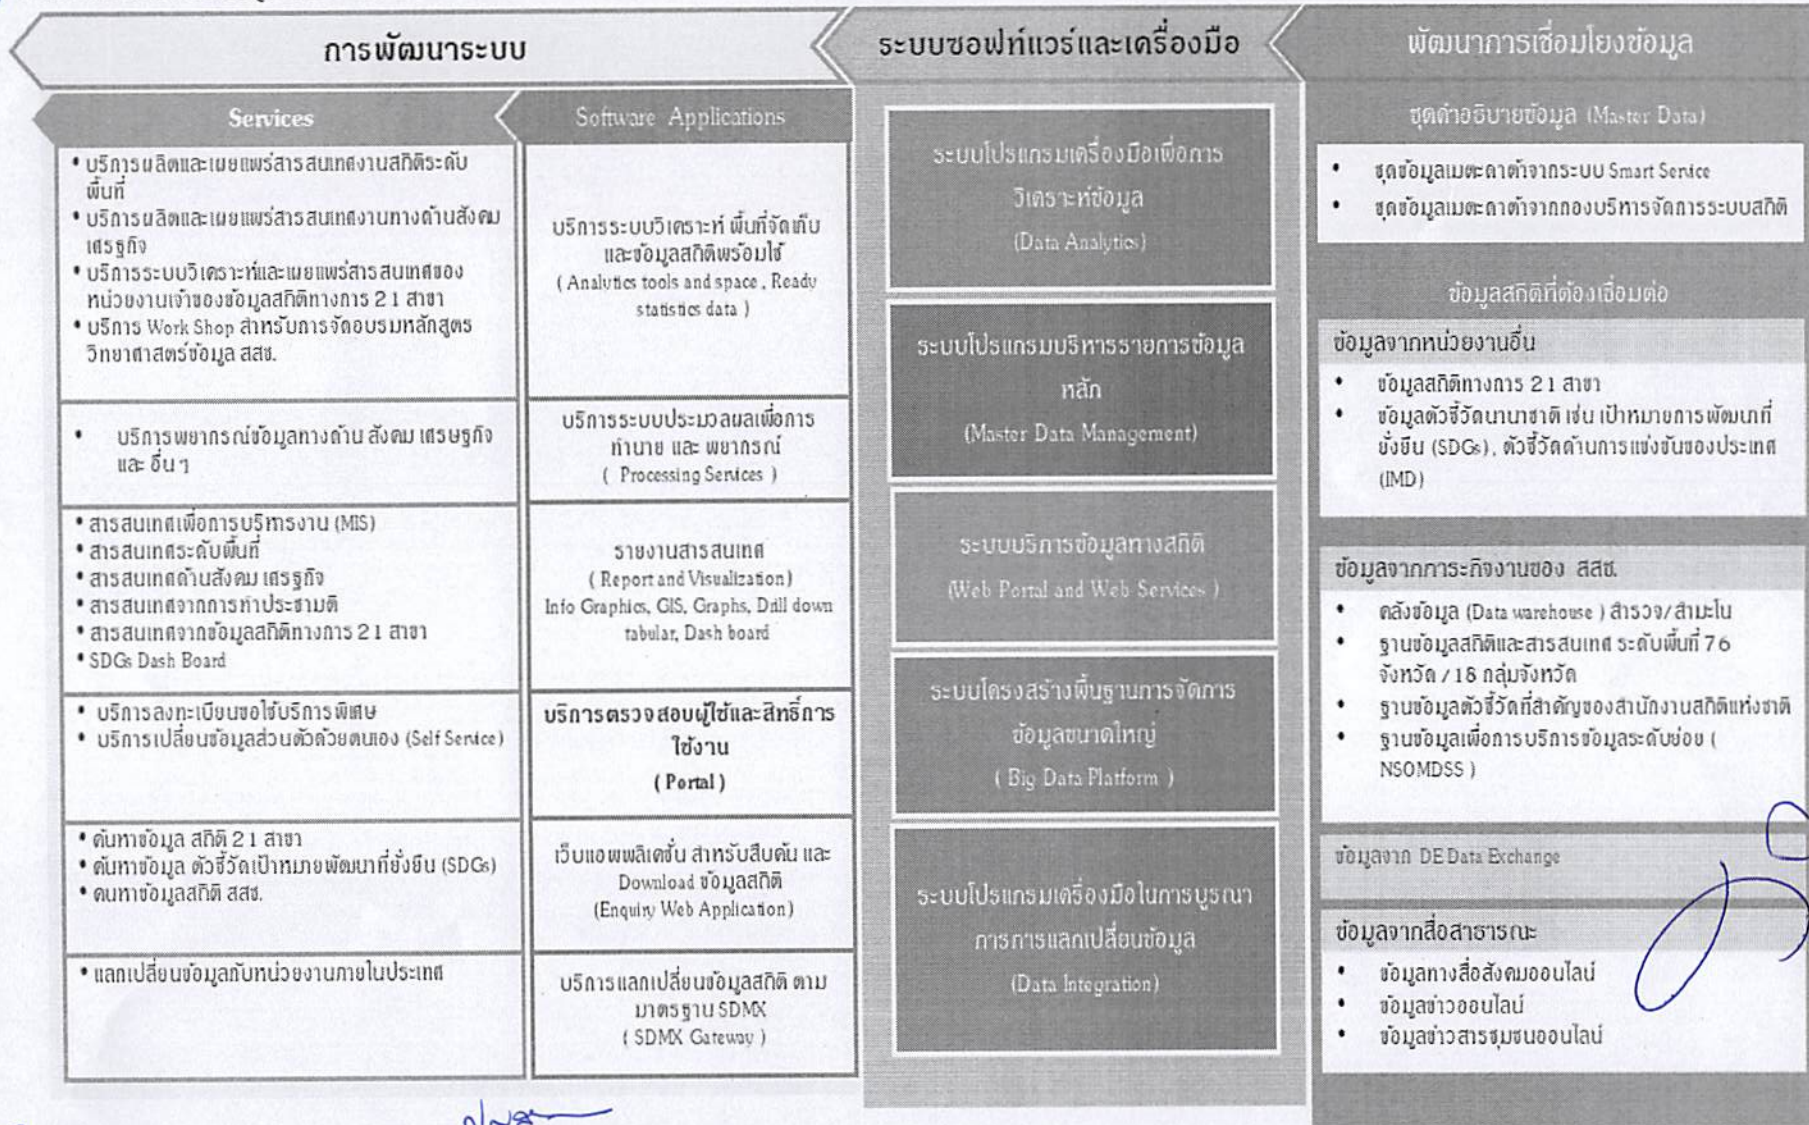 การพัฒนาระบบ
Services
• บริการผลิตและเผยแพร่สารสนเทศงานสถิติระดับ
พื้นที่
• บริการผลิตและเผยแพร่สารสนเทศงานทางด้านสังคม
เศรฐกิจ
• บริการระบบวิเคราะห์และเผยแพร่สารสนเทศของ
หน่วยงานเจ้าของข้อมูลสถิติทางการ 21 สาขา
• บริการ Work Shop สำหรับการจัดอบรมหลักสูตร
วิทยาศาสตร์ข้อมูล สสช.
Software Applications
บริการระบบวิเคราะห์ พื้นที่จัดเก็บ
และข้อมูลสถิติพร้อมใช้
( Analytics tools and space , Ready
statistics data )
• บริการพยากรณ์ข้อมูลทางด้าน สังคม เศรษฐกิจ
และ อื่น ๆ
บริการระบบประมวลผลเพื่อการ
ทำนาย และ พยากรณ์
( Processing Services )
• สารสนเทศเพื่อการบริหารงาน (MIS)
• สารสนเทศระดับพื้นที่
• สารสนเทศด้านสังคม เศรฐกิจ
• สารสนเทศจากการทำประชามติ
• สารสนเทศจากข้อมูลสถิติทางการ 21 สาขา
• SDGs Dash Board
รายงานสารสนเทศ
( Report and Visualization)
Info Graphics, GIS, Graphs, Drill down
tabular, Dash board
• บริการลงทะเบียนขอใช้บริการพิเศษ
• บริการเปลี่ยนข้อมูลส่วนตัวด้วยตนเอง (Self Service)
บริการตรวจสอบผู้ใช้และสิทธิ์การ
ใช้งาน
( Portal )
• ค้นหาข้อมูล สถิติ 21 สาขา
• ค้นหาข้อมูล ตัวชี้วัดเป้าหมายพัฒนาที่ยั่งยืน (SDGs)
• ค้นหาข้อมูลสถิติ สสช.
เว็บแอพพลิเคชั่น สำหรับสืบค้น และ
Download ข้อมูลสถิติ
(Enquiry Web Application)
• แลกเปลี่ยนข้อมูลกับหน่วยงานภายในประเทศ
บริการแลกเปลี่ยนข้อมูลสถิติ ตาม
มาตรฐาน SDMX
( SDMX Gateway )
ระบบซอฟท์แวร์และเครื่องมือ
ระบบโปรแกรมเครื่องมือเพื่อการ
วิเคราะห์ข้อมูล
(Data Analytics)
ระบบโปรแกรมบริหารรายการข้อมูล
หลัก
(Master Data Management)
ระบบบริการข้อมูลทางสถิติ
(Web Portal and Web Services )
ระบบโครงสร้างพื้นฐานการจัดการ
ข้อมูลขนาดใหญ่
( Big Data Platform )
ระบบโปรแกรมเครื่องมือในการบูรณา
การการแลกเปลี่ยนข้อมูล
(Data Integration)
พัฒนาการเชื่อมโยงข้อมูล
ชุดคำอธิบายข้อมูล (Master Data)
• ชุดข้อมูลเมตะดาต้าจากระบบ Smart Service
• ชุดข้อมูลเมตะดาต้าจากกองบริหารจัดการระบบสถิติ
ข้อมูลสถิติที่ต้องเชื่อมต่อ
ข้อมูลจากหน่วยงานอื่น
• ข้อมูลสถิติทางการ 21 สาขา
• ข้อมูลตัวชี้วัดนานาชาติ เช่น เป้าหมายการพัฒนาที่
ยั่งยืน (SDGs) , ตัวชี้วัดด้านการแข่งขันของประเทศ
(IMD)
ข้อมูลจากภาระกิจงานของ สสช.
• คลังข้อมูล (Data warehouse ) สำรวจ/สำมะโน
• ฐานข้อมูลสถิติและสารสนเทศ ระดับพื้นที่ 76
จังหวัด / 18 กลุ่มจังหวัด
• ฐานข้อมูลตัวชี้วัดที่สำคัญของสำนักงานสถิติแห่งชาติ
• ฐานข้อมูลเพื่อการบริการข้อมูลระดับย่อย (
NSOMDSS )
ข้อมูลจาก DE Data Exchange
ข้อมูลจากสื่อสาธารณะ
• ข้อมูลทางสื่อสังคมออนไลน์
• ข้อมูลข่าวออนไลน์
• ข้อมูลข่าวสารชุมชนออนไลน์